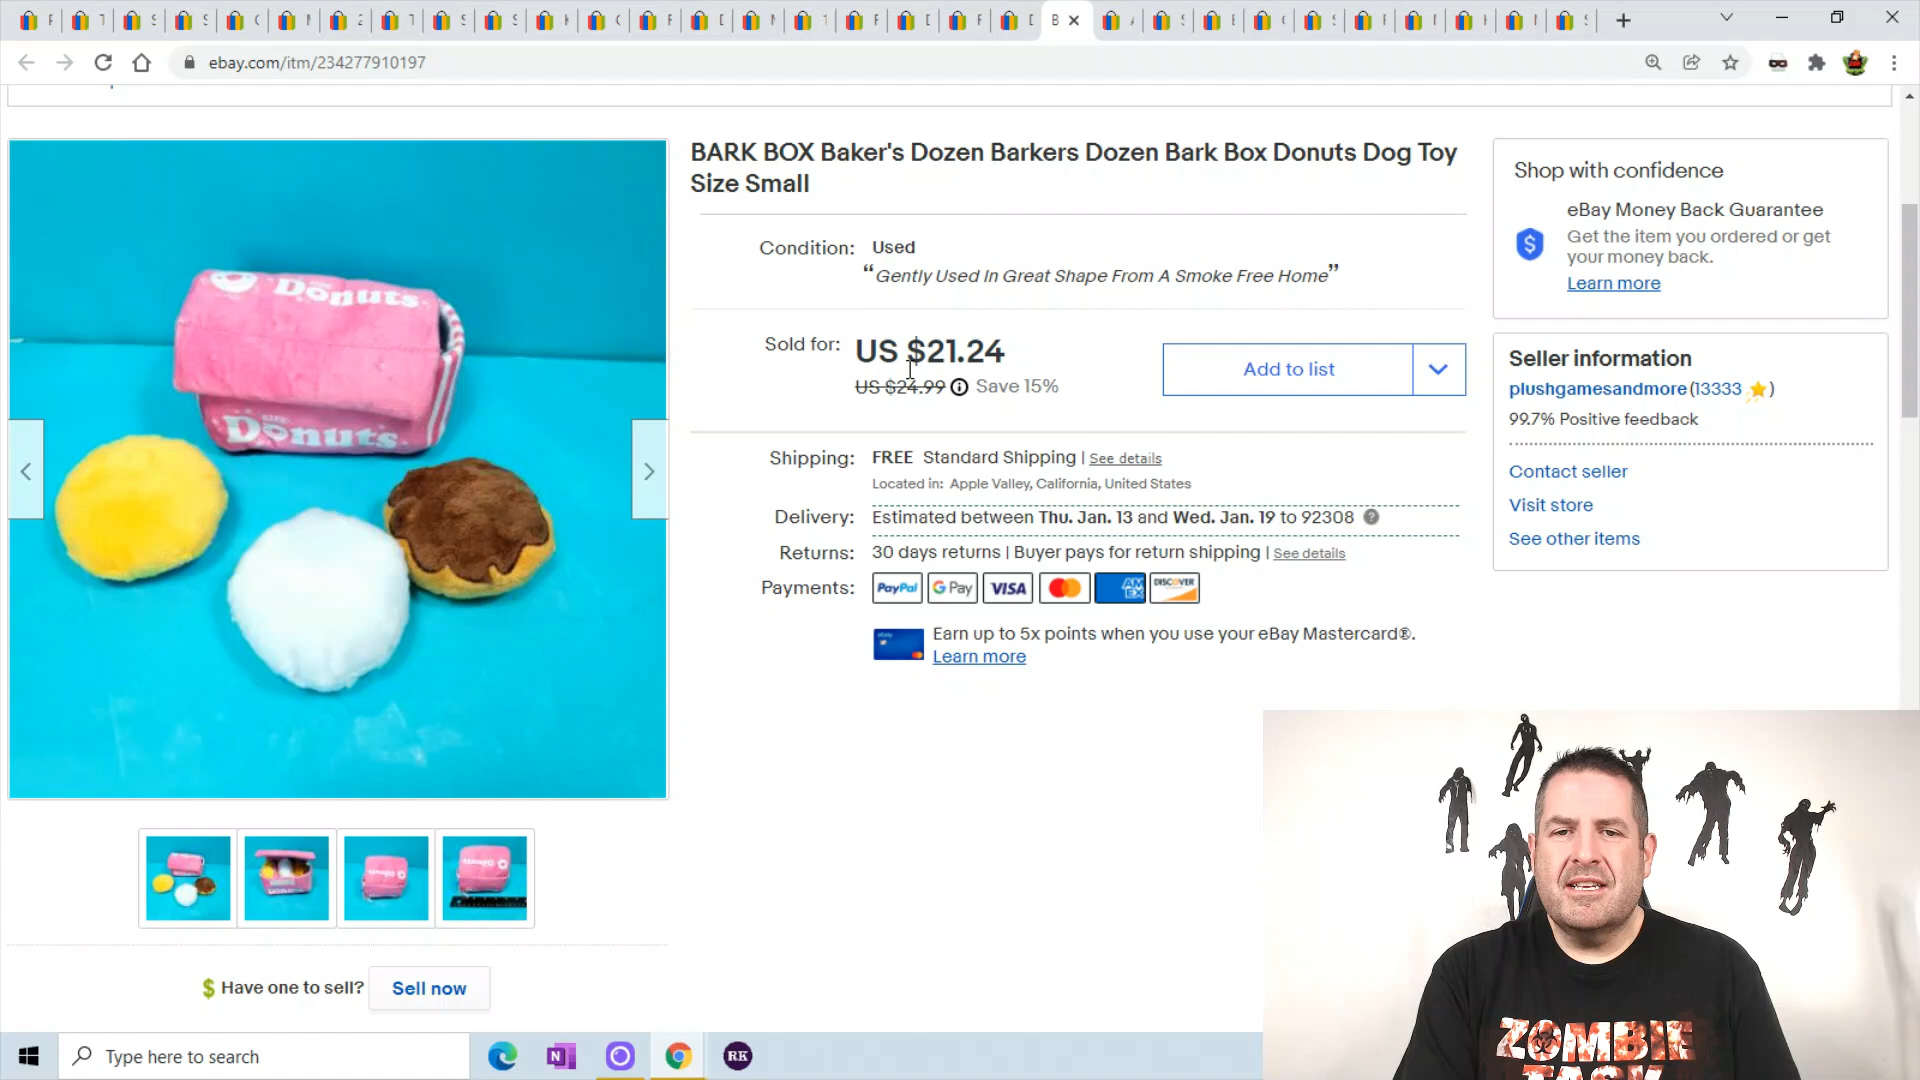 ebay.com/itm/234277910197
BARK BOX Baker's Dozen Barkers Dozen Bark Box Donuts Dog Toy
Size Small
Condition: Used
“Gently Used In Great Shape From A Smoke Free Home”
Sold for: US $21.24
US $24.99 Save 15%
Add to list
Shipping: FREE Standard Shipping | See details
Located in: Apple Valley, California, United States
Delivery: Estimated between Thu. Jan. 13 and Wed. Jan. 19 to 92308
Returns: 30 days returns | Buyer pays for return shipping | See details
Payments: PayPal G Pay VISA AM EX DISCOVER
Earn up to 5x points when you use your eBay Mastercard®.
Learn more
Shop with confidence
eBay Money Back Guarantee
Get the item you ordered or get
your money back.
Learn more
Seller information
plushgamesandmore (13333 )
99.7% Positive feedback
Contact seller
Visit store
See other items
Donuts
Donuts
Have one to sell? Sell now
ZOMBIE
TASK
Type here to search
N
RK